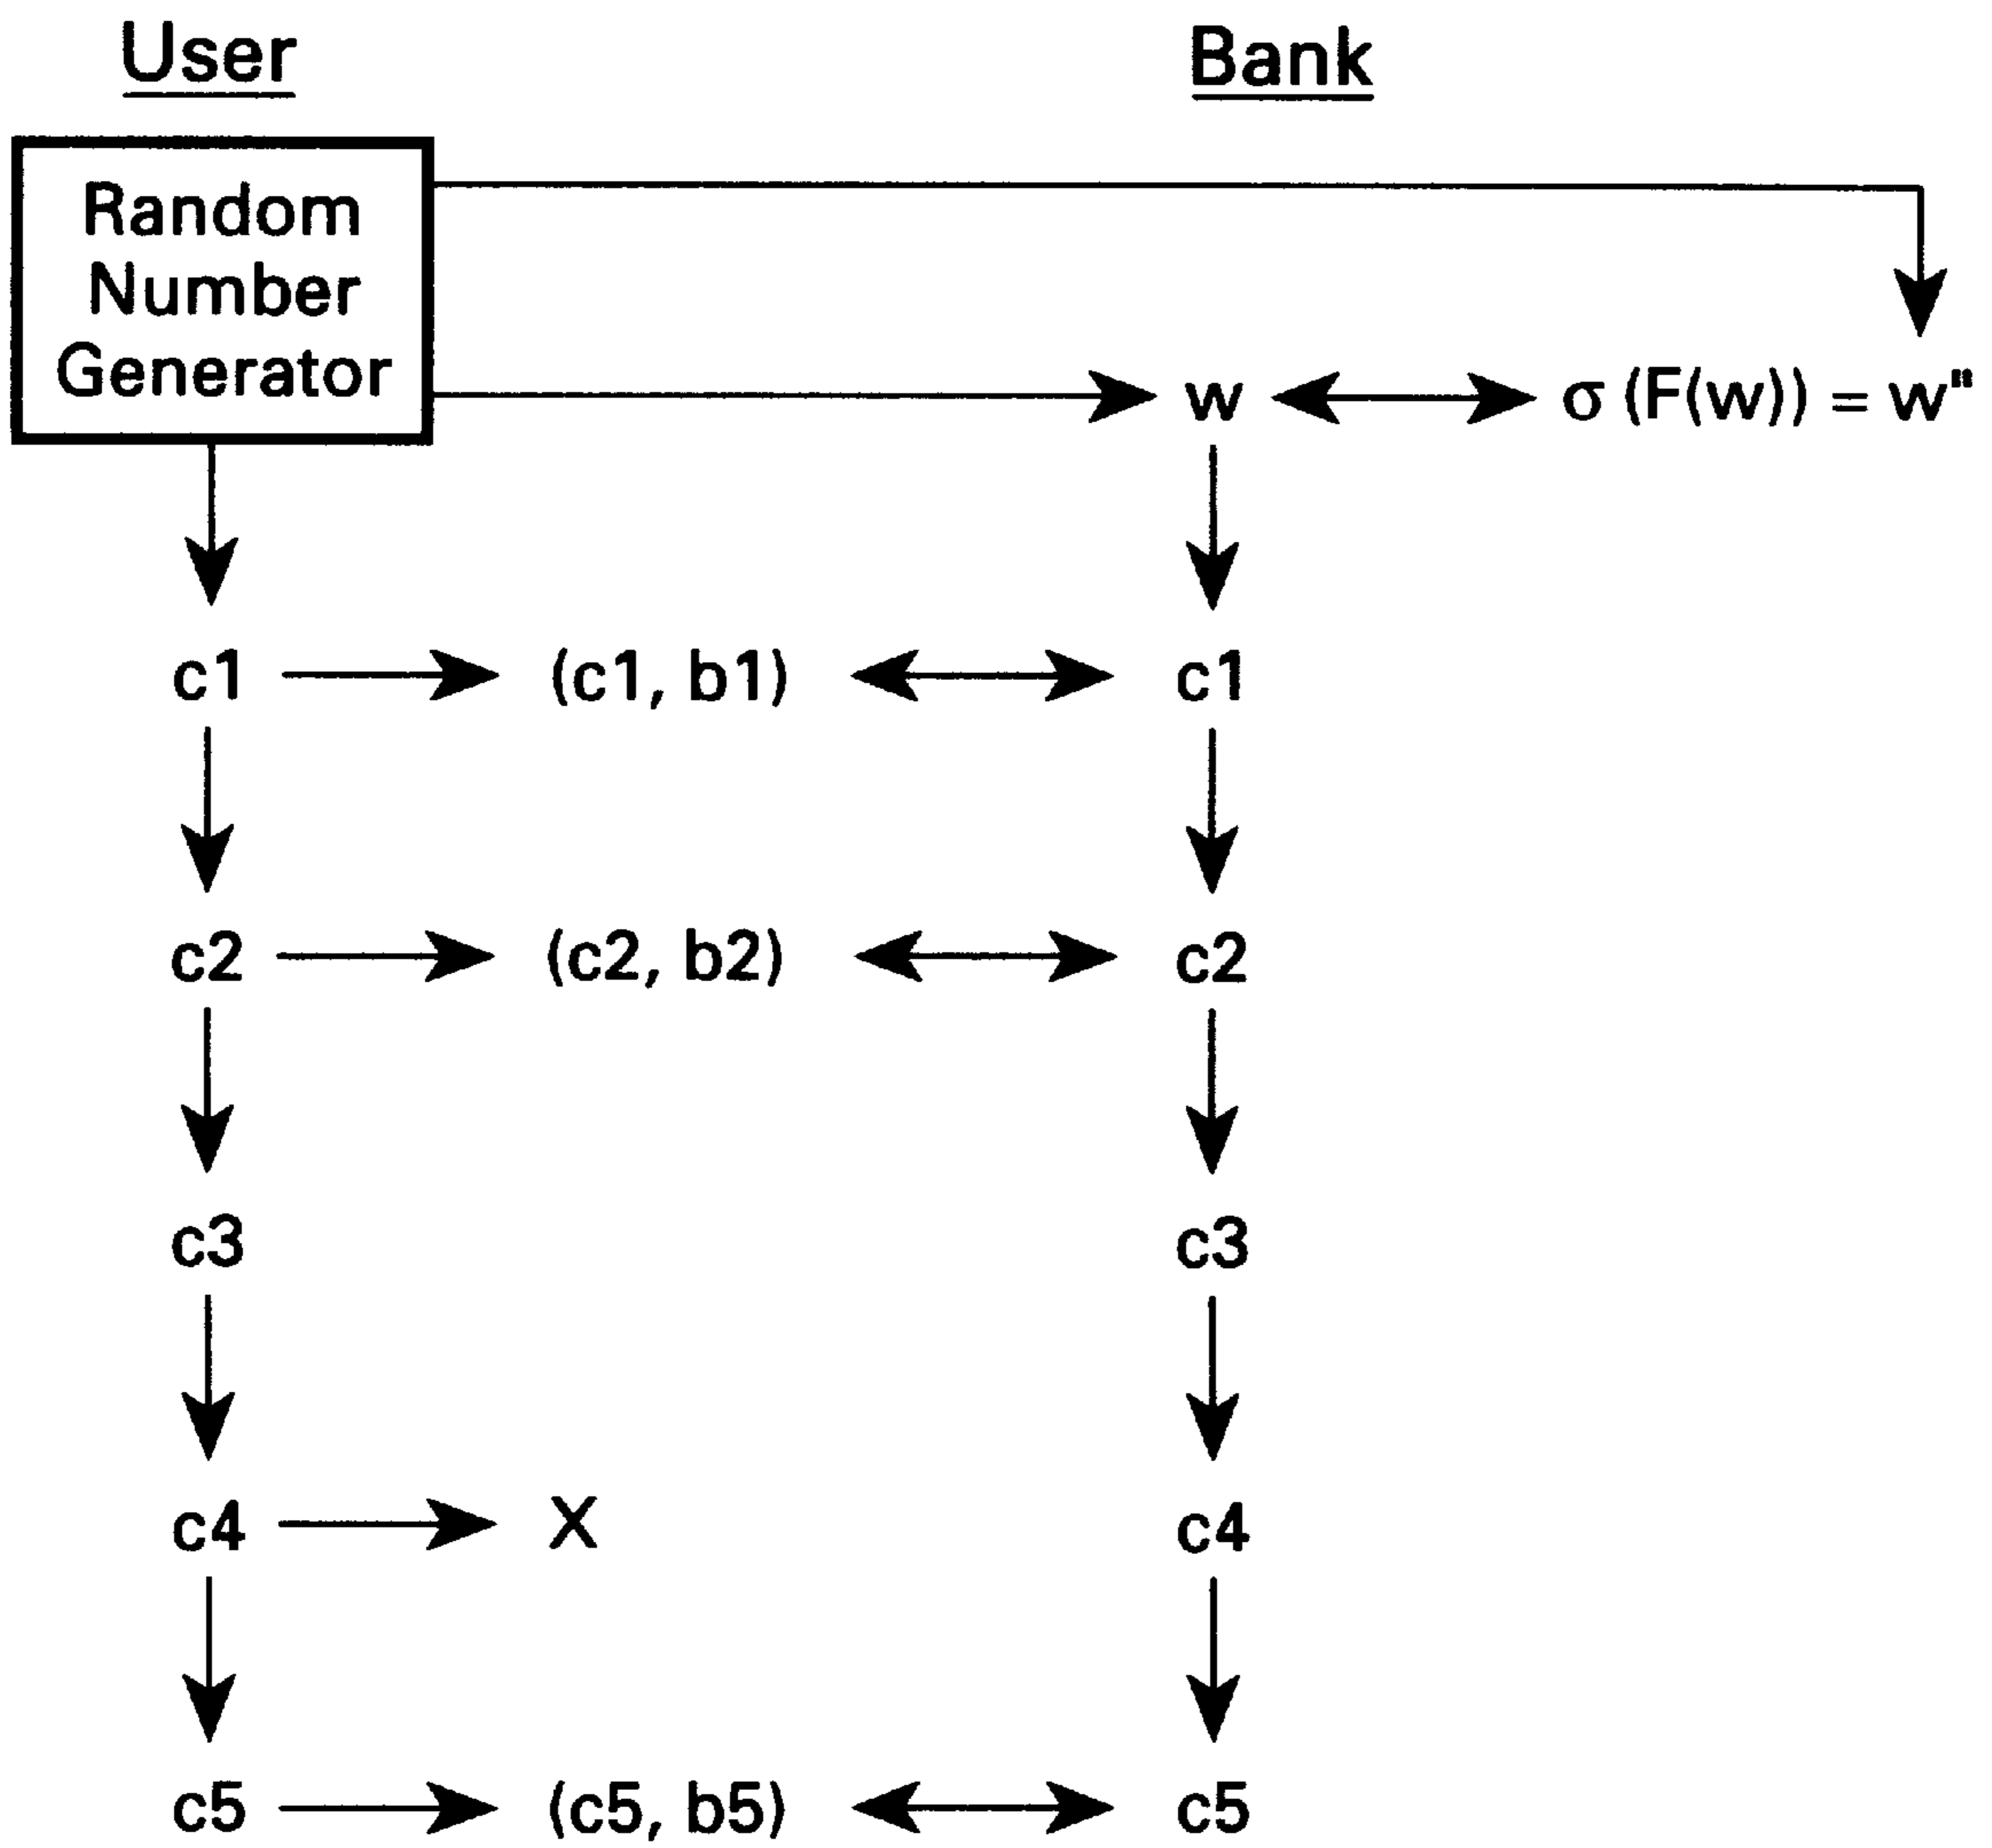 User Bank
Random
Number
Generator
w σ (F(w)) = wⁿ
c1 (c1, b1) c1
c2 (c2, b2) c2
c3 c3
c4 X c4
c5 (c5, b5) c5